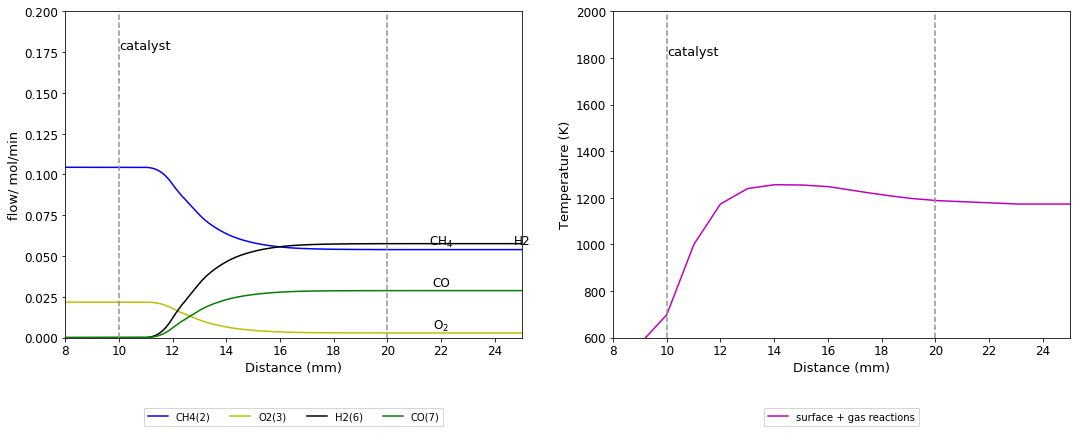 0.200
0.175
0.150
0.125
0.100
0.075
0.050
0.025
0.000
flow/ mol/min
catalyst
CH₄
H2
CO
O₂
8 10 12 14 16 18 20 22 24
Distance (mm)
CH4(2) O2(3) H2(6) CO(7)
2000
1800
1600
1400
1200
1000
800
600
Temperature (K)
catalyst
8 10 12 14 16 18 20 22 24
Distance (mm)
surface + gas reactions